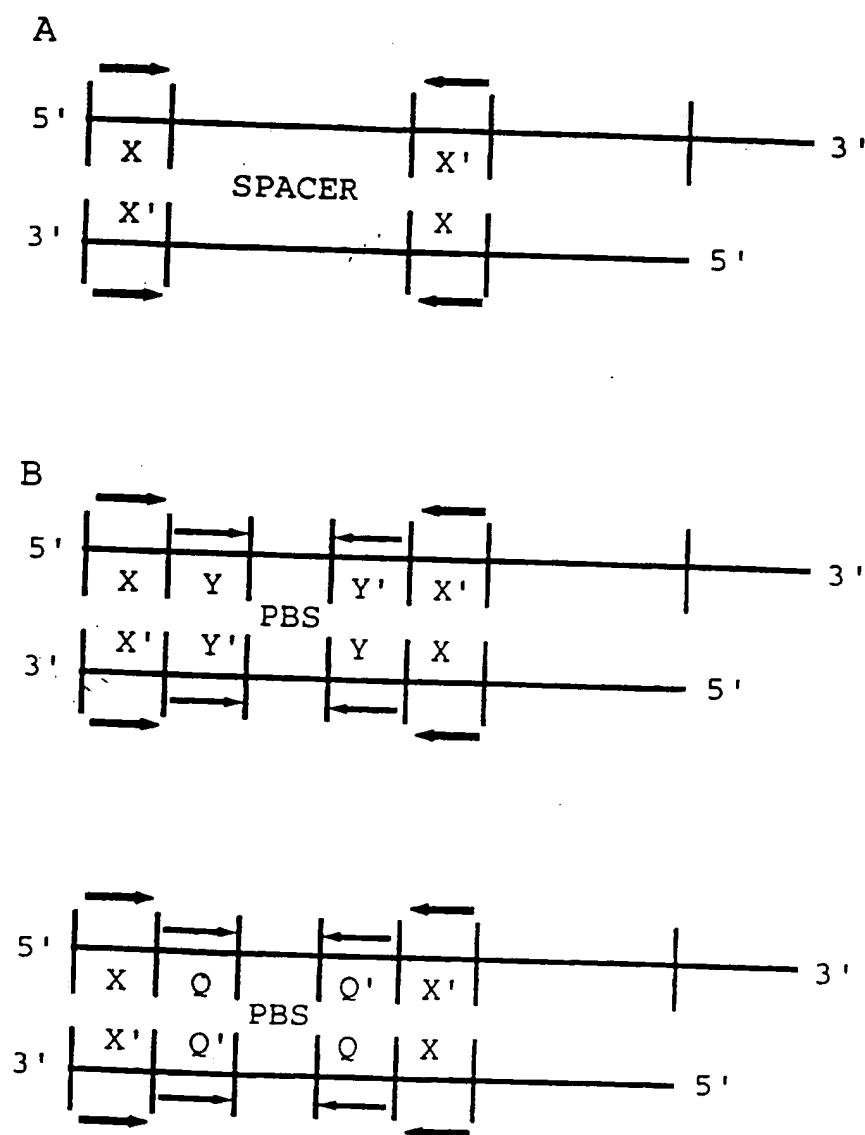 A
5' 3'
X X'
SPACER
X' X
3' 5'
B
5' 3'
X Y Y' X'
PBS
X' Y' Y X
3' 5'
5' 3'
X Q Q' X'
PBS
X' Q' Q X
3' 5'